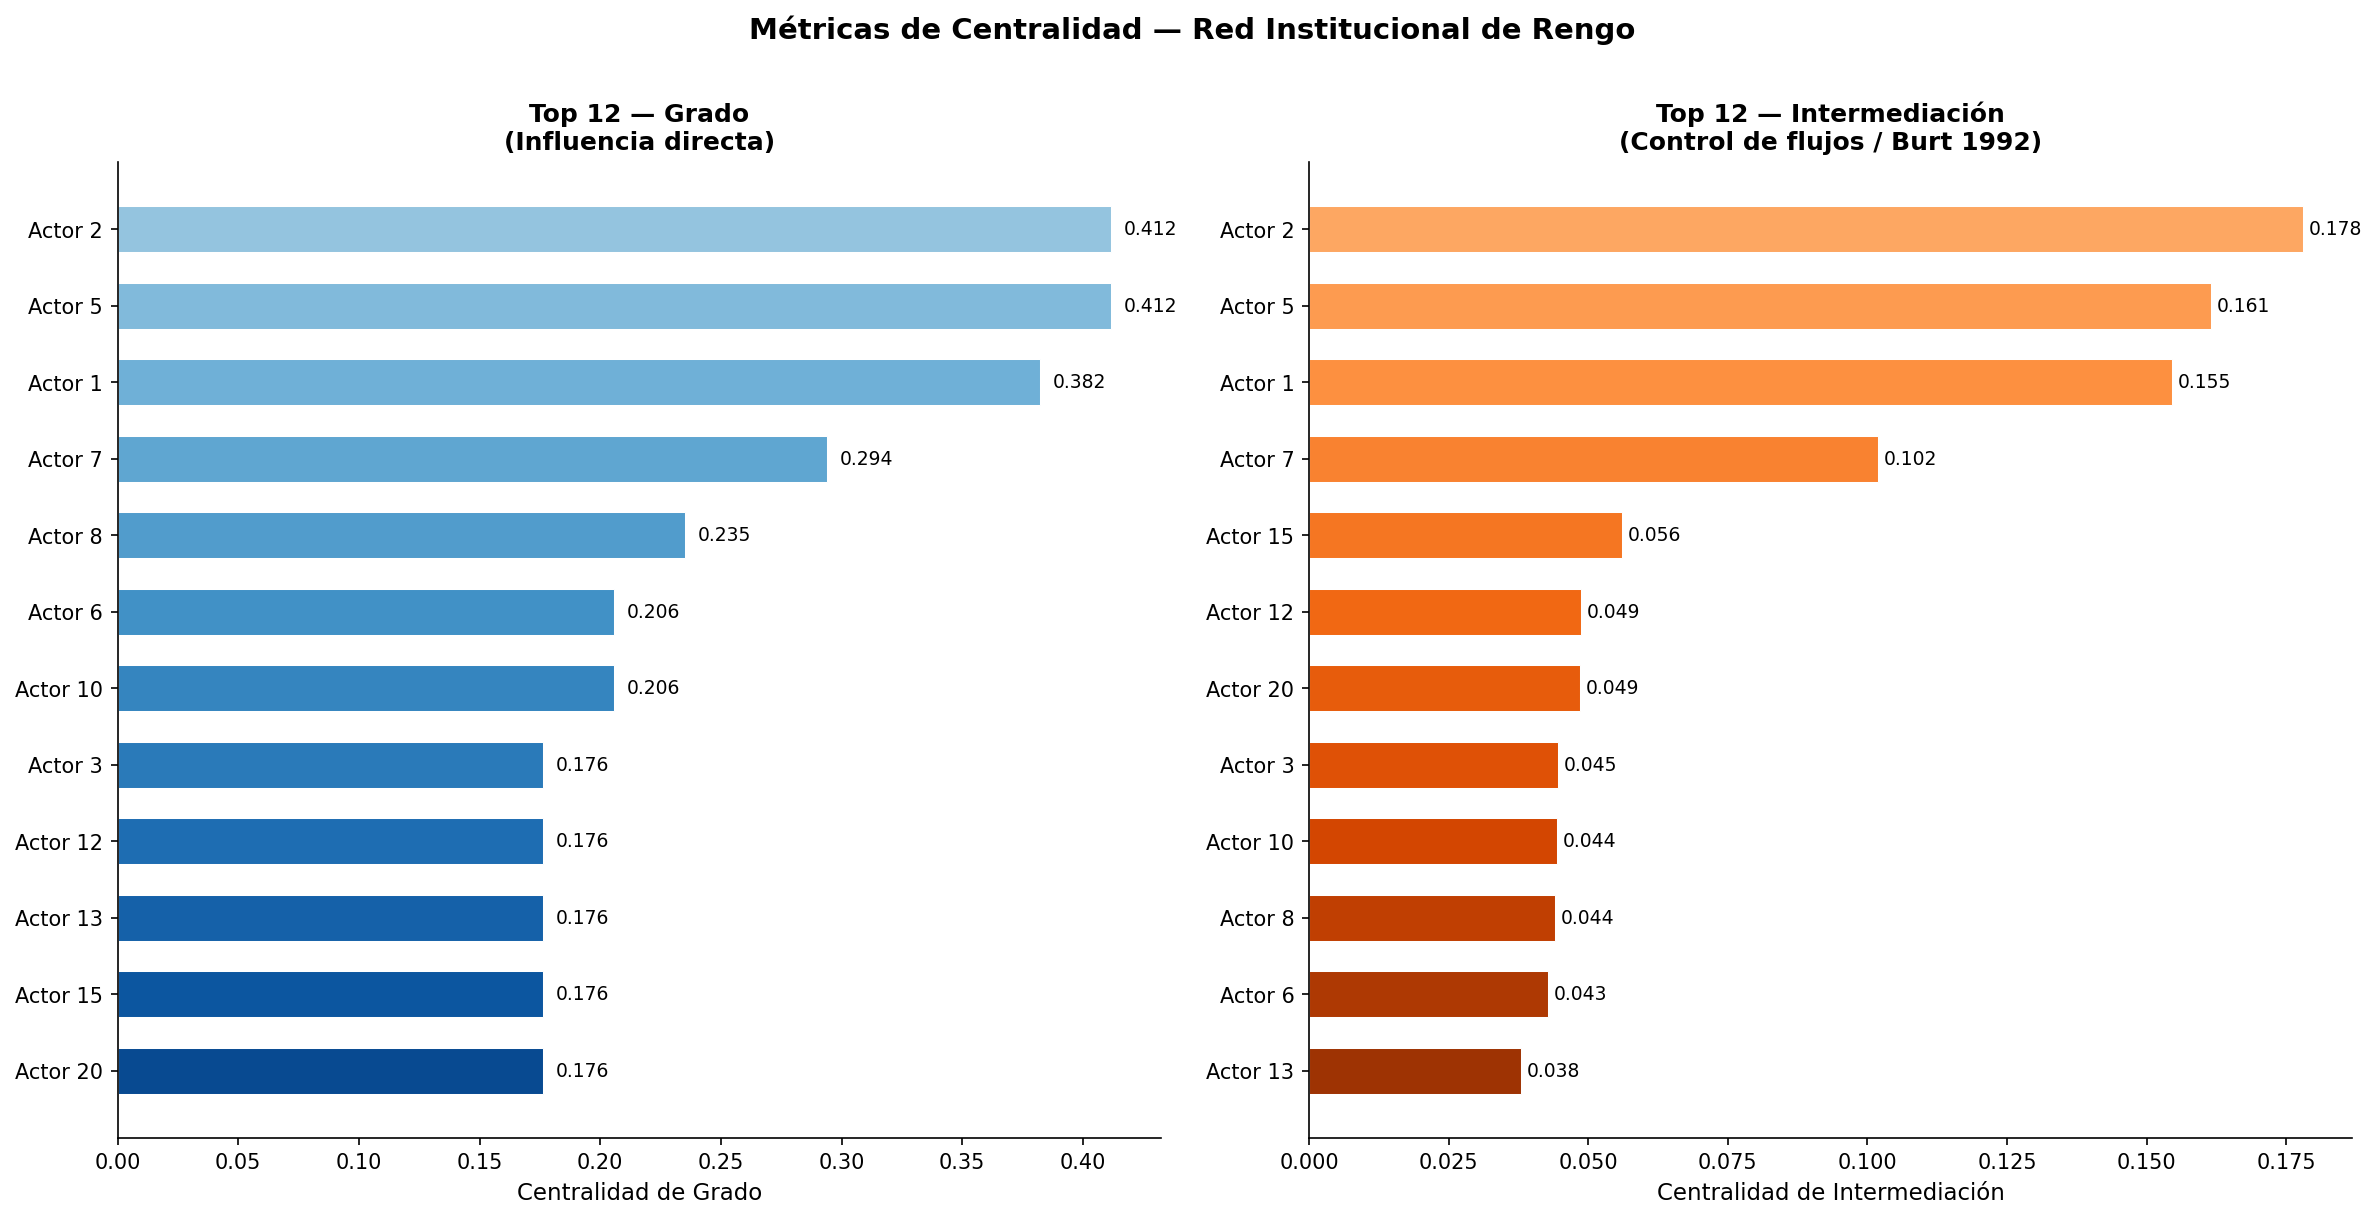 Métricas de Centralidad — Red Institucional de Rengo
Top 12 — Grado
(Influencia directa)
Actor 2 0.412
Actor 5 0.412
Actor 1 0.382
Actor 7 0.294
Actor 8 0.235
Actor 6 0.206
Actor 10 0.206
Actor 3 0.176
Actor 12 0.176
Actor 13 0.176
Actor 15 0.176
Actor 20 0.176
0.00 0.05 0.10 0.15 0.20 0.25 0.30 0.35 0.40
Centralidad de Grado
Top 12 — Intermediación
(Control de flujos / Burt 1992)
Actor 2 0.178
Actor 5 0.161
Actor 1 0.155
Actor 7 0.102
Actor 15 0.056
Actor 12 0.049
Actor 20 0.049
Actor 3 0.045
Actor 10 0.044
Actor 8 0.044
Actor 6 0.043
Actor 13 0.038
0.000 0.025 0.050 0.075 0.100 0.125 0.150 0.175
Centralidad de Intermediación